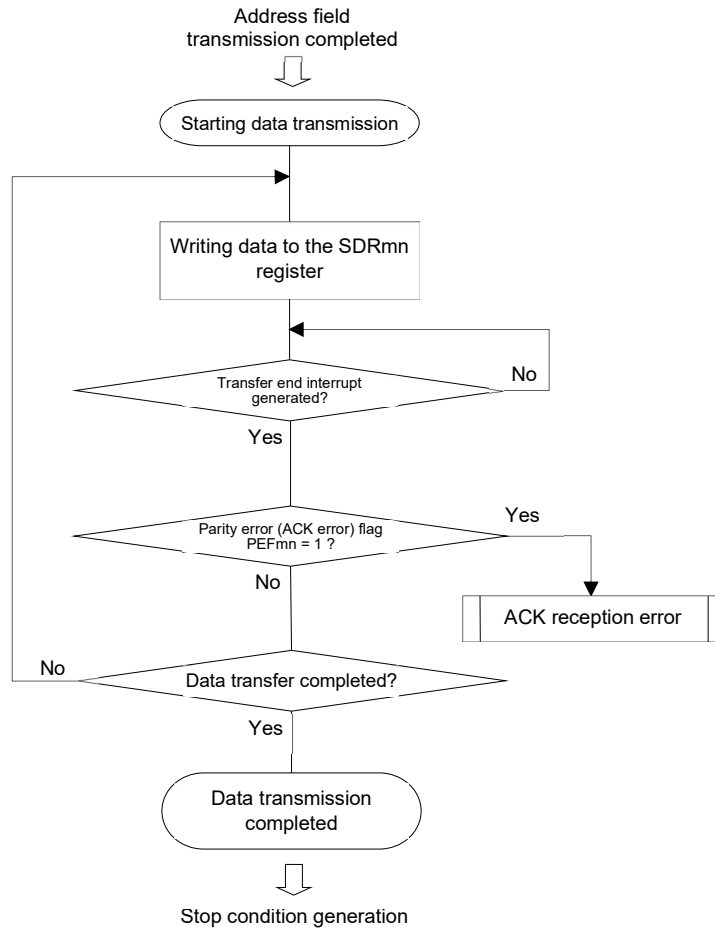 Address field
transmission completed
Starting data transmission
Writing data to the SDRmn
register
No
Transfer end interrupt
generated?
Yes
Yes
Parity error (ACK error) flag
PEFmn = 1 ?
No
ACK reception error
No
Data transfer completed?
Yes
Data transmission
completed
Stop condition generation